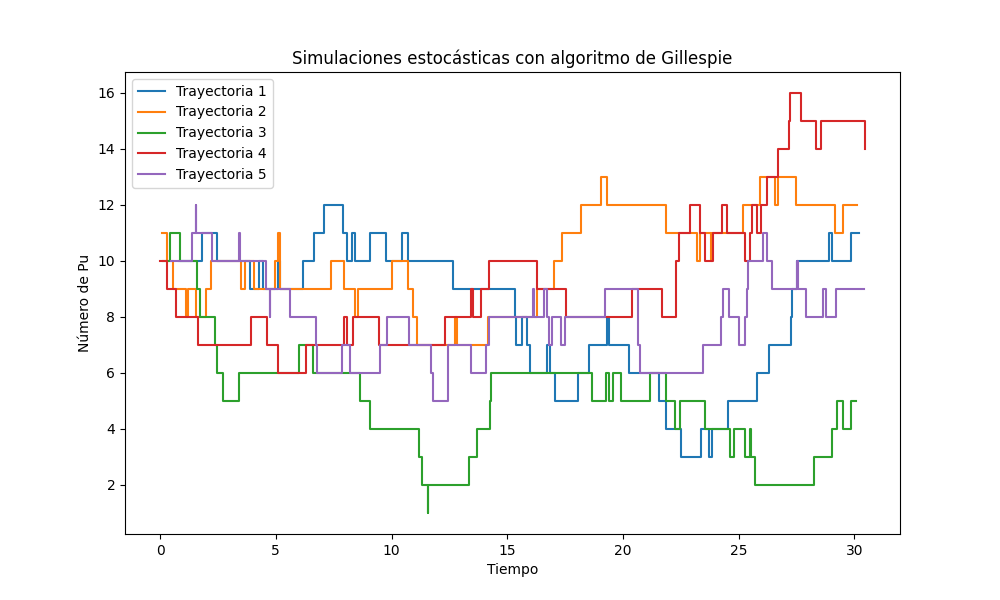 Simulaciones estocásticas con algoritmo de Gillespie
Trayectoria 1
Trayectoria 2
Trayectoria 3
Trayectoria 4
Trayectoria 5
Número de Pu
16
14
12
10
8
6
4
2
0 5 10 15 20 25 30
Tiempo